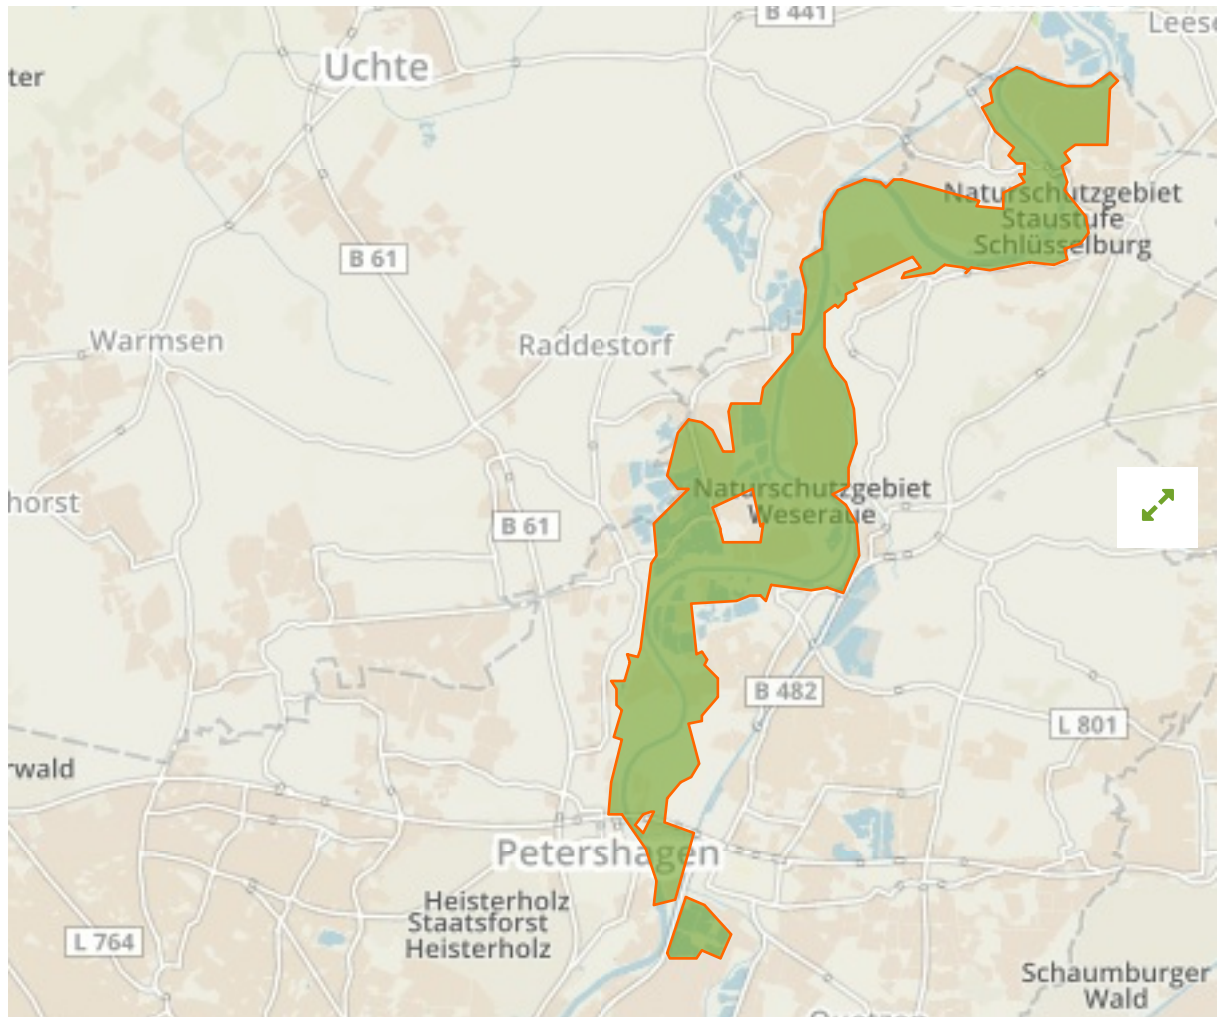 B 441
Leese
Uchte
ter
Naturschutzgebiet
Staustufe
Schlüsselburg
B 61
Warmsen
Raddestorf
Naturschutzgebiet
Weseraue
horst
B 61
B 482
L 801
rwald
Petershagen
Heisterholz
Staatsforst
Heisterholz
L 764
Schaumburger
Wald